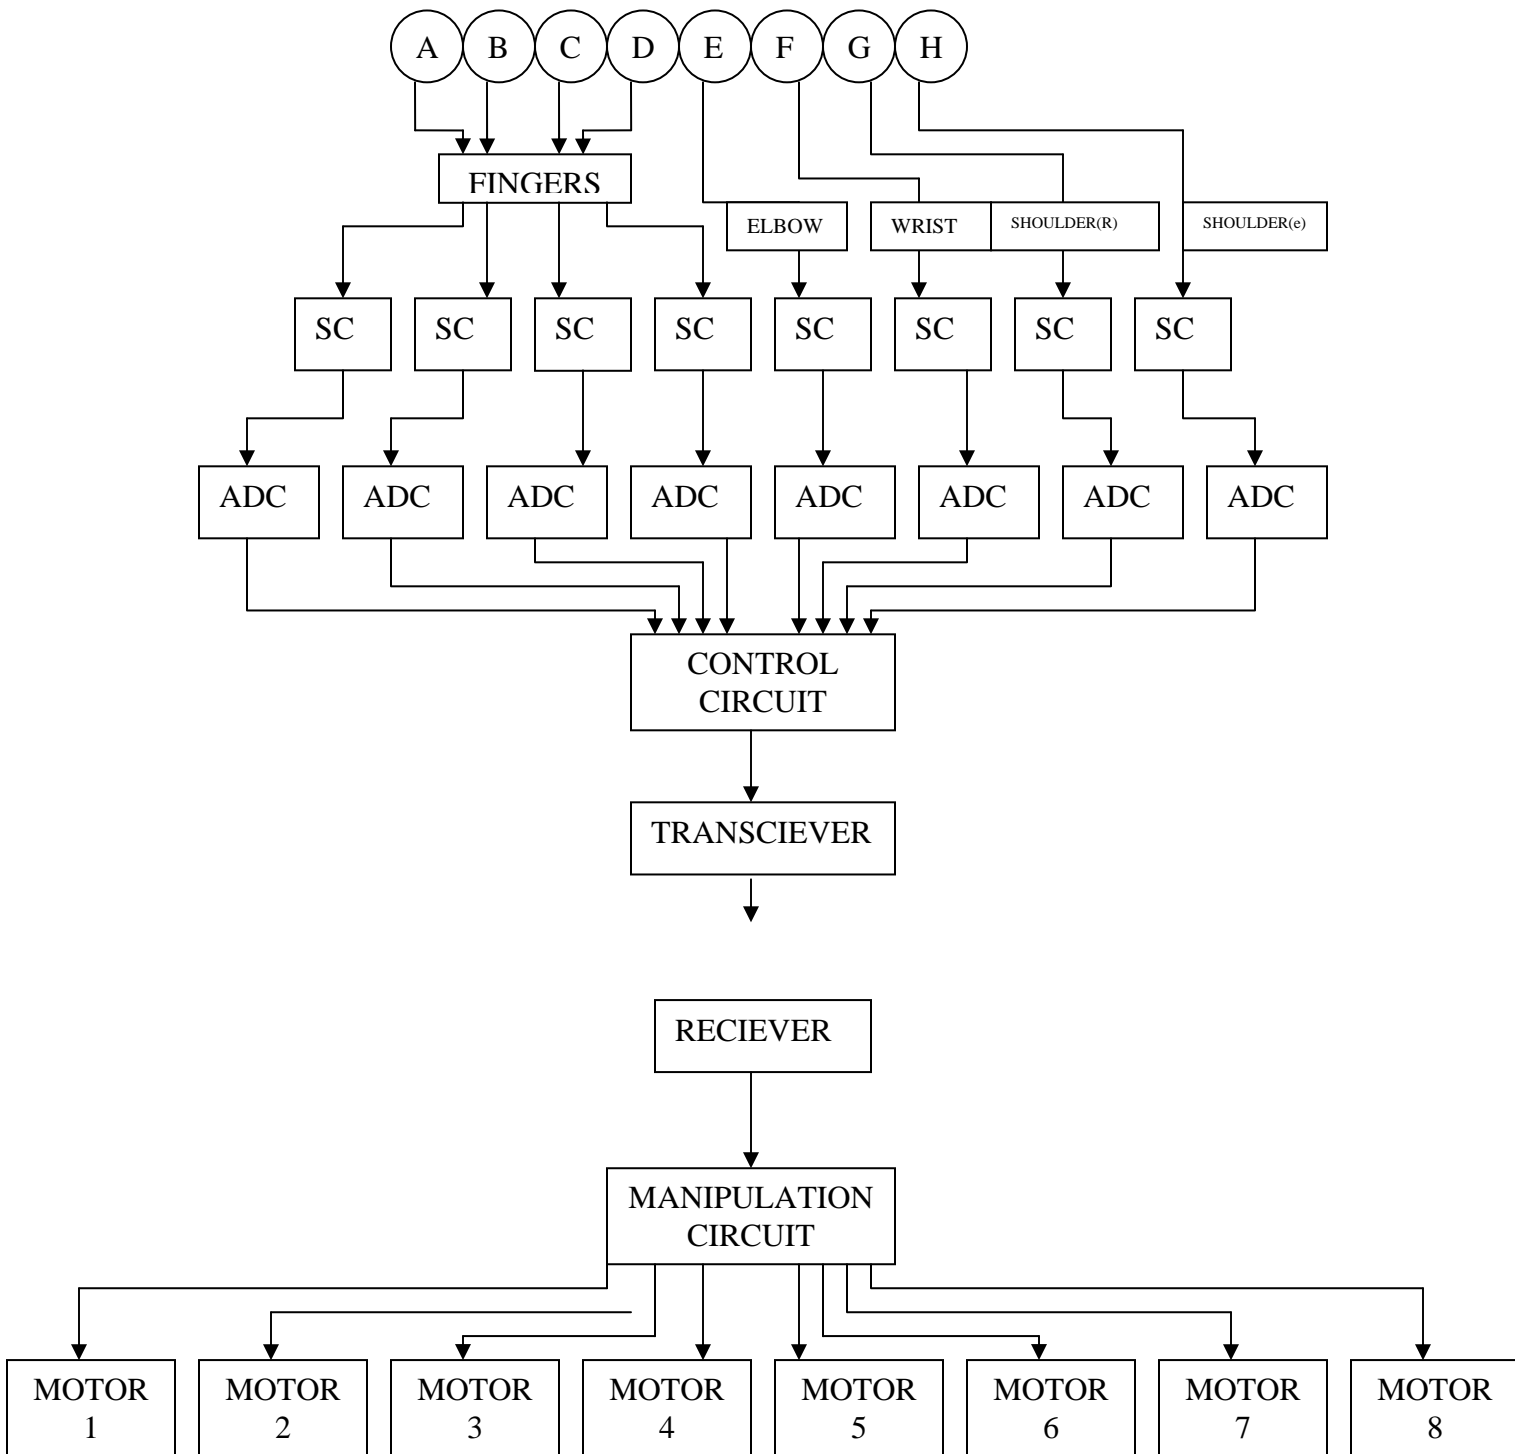 A B C D E F G H
FINGERS
ELBOW WRIST SHOULDER(R) SHOULDER(e)
SC SC SC SC SC SC SC SC
ADC ADC ADC ADC ADC ADC ADC ADC
CONTROL
CIRCUIT
TRANSCIEVER
RECIEVER
MANIPULATION
CIRCUIT
MOTOR MOTOR MOTOR MOTOR MOTOR MOTOR MOTOR MOTOR
1 2 3 4 5 6 7 8